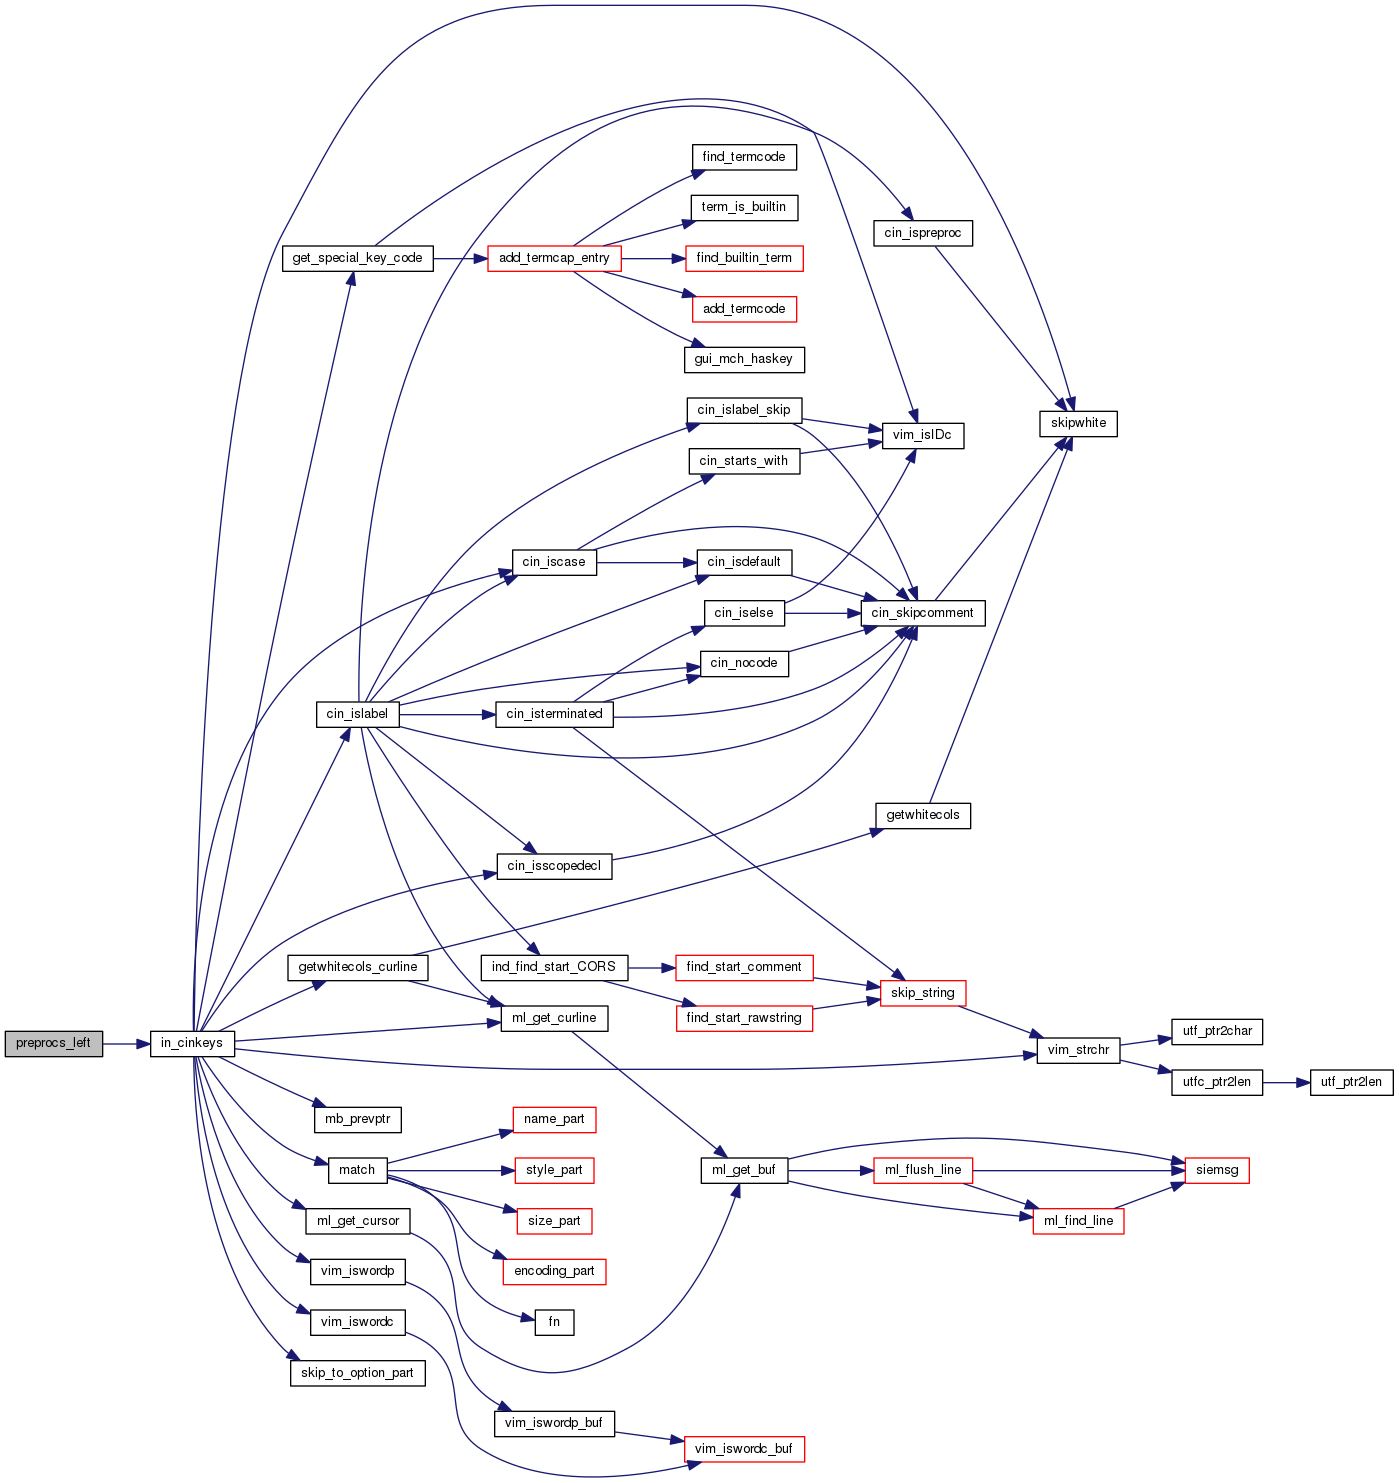 find_termcode
term_is_builtin
cin_ispreproc
get_special_key_code
add_termcap_entry
find_builtin_term
add_termcode
gui_mch_haskey
cin_islabel_skip
skipwhite
vim_isIDc
cin_starts_with
cin_iscase
cin_isdefault
cin_iselse
cin_skipcomment
cin_nocode
cin_islabel
cin_isterminated
getwhitecols
cin_isscopedecl
getwhitecols_curline
ind_find_start_CORS
find_start_comment
skip_string
ml_get_curline
find_start_rawstring
utf_ptr2char
preprocs_left
in_cinkeys
vim_strchr
utfc_ptr2len
utf_ptr2len
mb_prevptr
name_part
match
style_part
ml_get_buf
ml_flush_line
siemsg
ml_get_cursor
size_part
ml_find_line
vim_iswordp
encoding_part
vim_iswordc
fn
skip_to_option_part
vim_iswordp_buf
vim_iswordc_buf